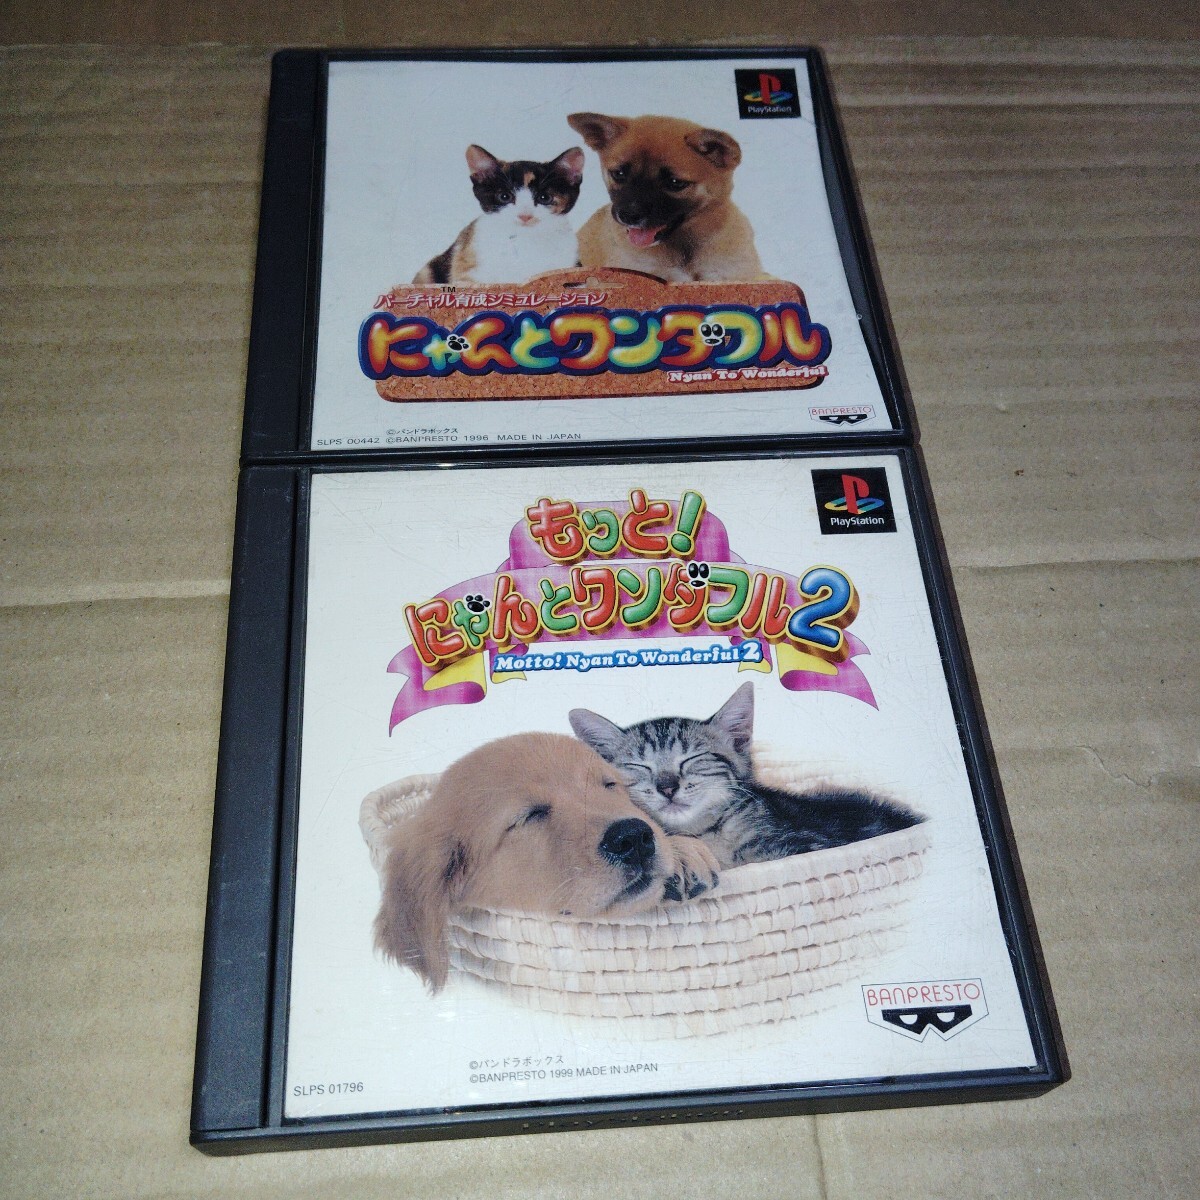 PlayStation
バーチャル育成シミュレーション
TM
にゃんとワンダフル
Nyan To Wonderful
BANPRESTO
©パンドラボックス
SLPS 00442 ©BANPRESTO 1996 MADE IN JAPAN
PlayStation
もっと!
にゃんとワンダフル2
Motto! Nyan To Wonderful 2
BANPRESTO
©パンドラボックス
©BANPRESTO 1999 MADE IN JAPAN
SLPS 01796
PlayStation